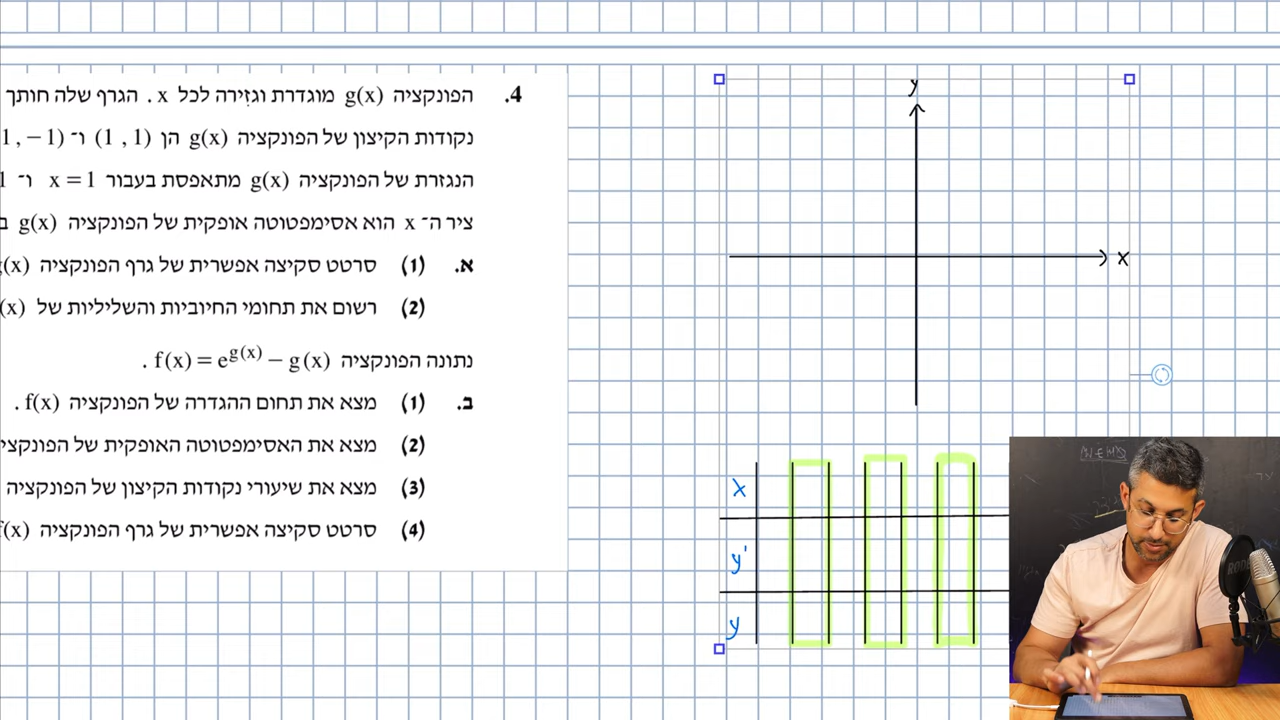 4. הפונקציה g(x) מוגדרת וגזירה לכל x. הגרף שלה חותך
נקודות הקיצון של הפונקציה g(x) הן (1, 1) ו־ (1, −1
הנגזרת של הפונקציה g(x) מתאפסת בעבור x = 1 ו־ 1
ציר ה־ x הוא אסימפטוטה אופקית של הפונקציה g(x) ב
א. (1) סרטט סקיצה אפשרית של גרף הפונקציה (x)
(2) רשום את תחומי החיוביות והשליליות של (x)
נתונה הפונקציה f(x) = e^{g(x)} − g(x).
ב. (1) מצא את תחום ההגדרה של הפונקציה f(x).
(2) מצא את האסימפטוטה האופקית של הפונקצי
(3) מצא את שיעורי נקודות הקיצון של הפונקציה
(4) סרטט סקיצה אפשרית של גרף הפונקציה f(x)
y
x
x
y'
y
RODE